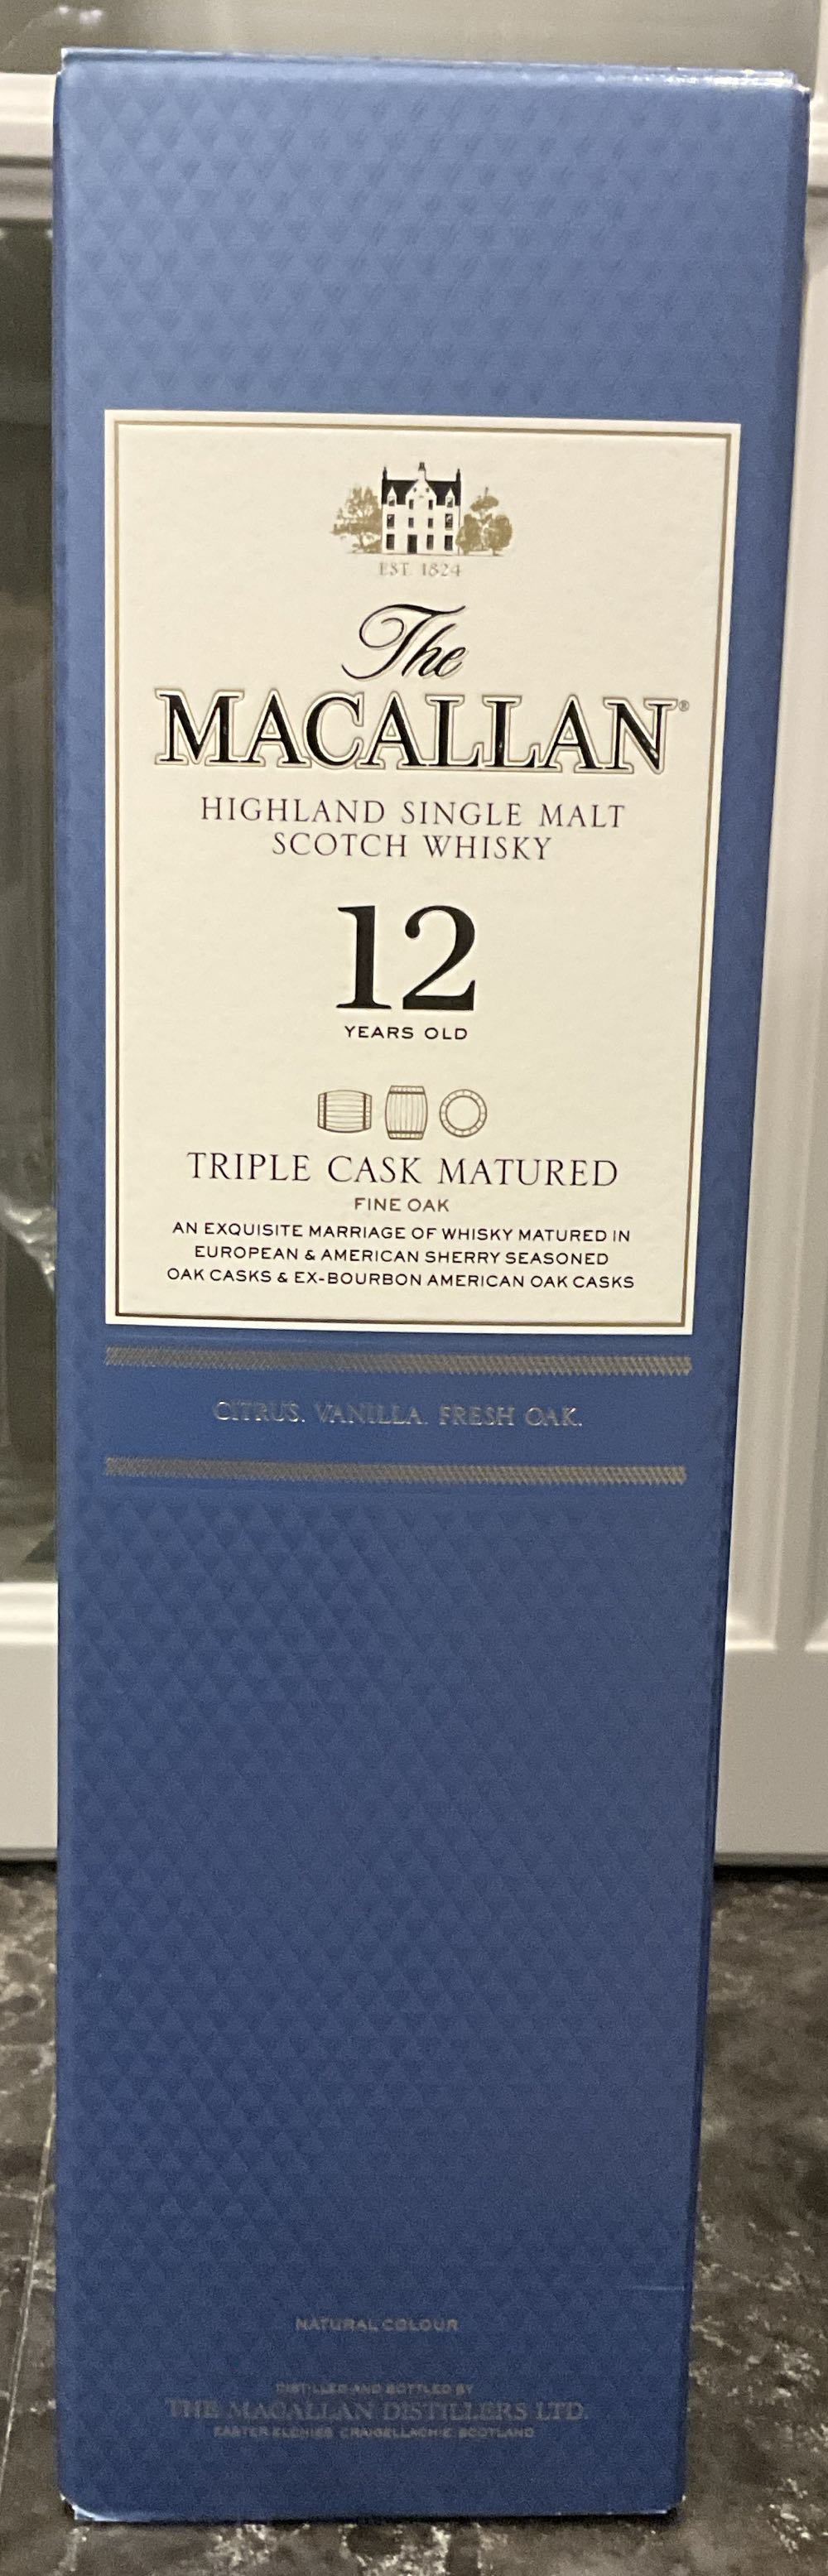 EST. 1824
The
MACALLAN®
HIGHLAND SINGLE MALT
SCOTCH WHISKY
12
YEARS OLD
TRIPLE CASK MATURED
FINE OAK
AN EXQUISITE MARRIAGE OF WHISKY MATURED IN
EUROPEAN & AMERICAN SHERRY SEASONED
OAK CASKS & EX-BOURBON AMERICAN OAK CASKS
CITRUS. VANILLA. FRESH OAK.
NATURAL COLOUR
DISTILLED AND BOTTLED BY
THE MACALLAN DISTILLERS LTD.
EASTER ELCHIES CRAIGELLACHIE SCOTLAND